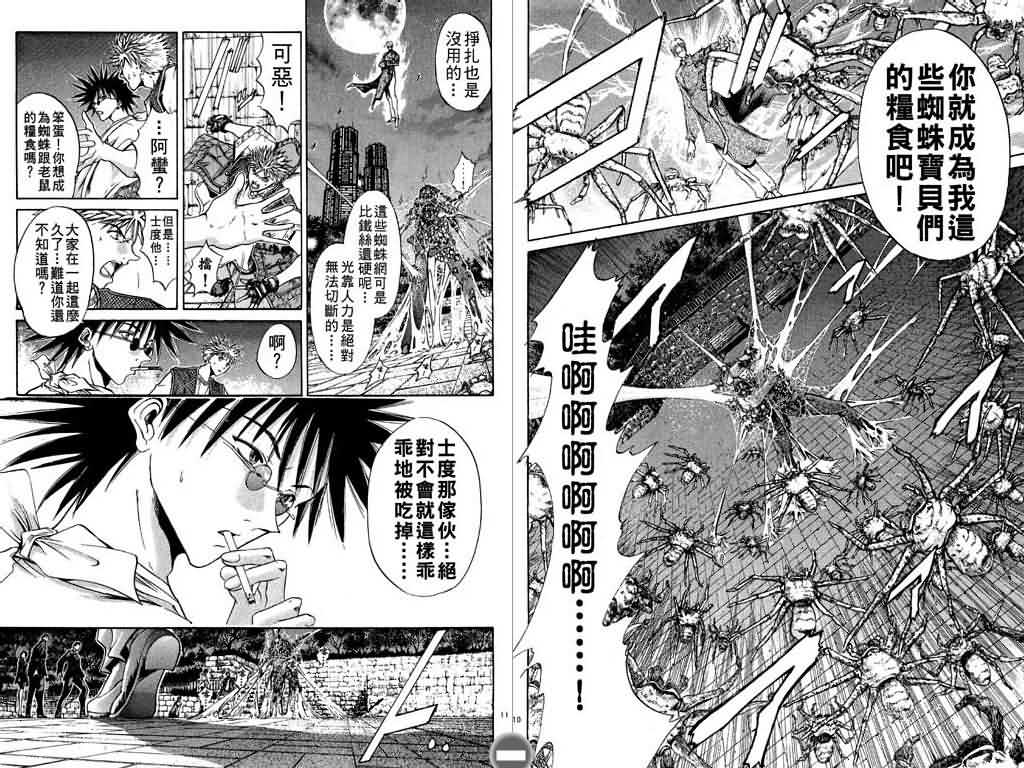 你就成為我這
些蜘蛛寶貝們
的糧食吧！
哇啊啊啊啊啊啊………！
10
掙扎也是
沒用的…
這些蜘蛛網可是
比鐵絲還硬呢…
光靠人力是絕對
無法切斷的……
可惡！
擋！
…阿蠻？
笨蛋！你想成
為蜘蛛跟老鼠
的糧食嗎？
但是……
士度他…
大家在一起這麼
久了…難道你還
不知道嗎？
啊？
士度那傢伙…絕
對不會就這樣乖
乖地被吃掉……
11